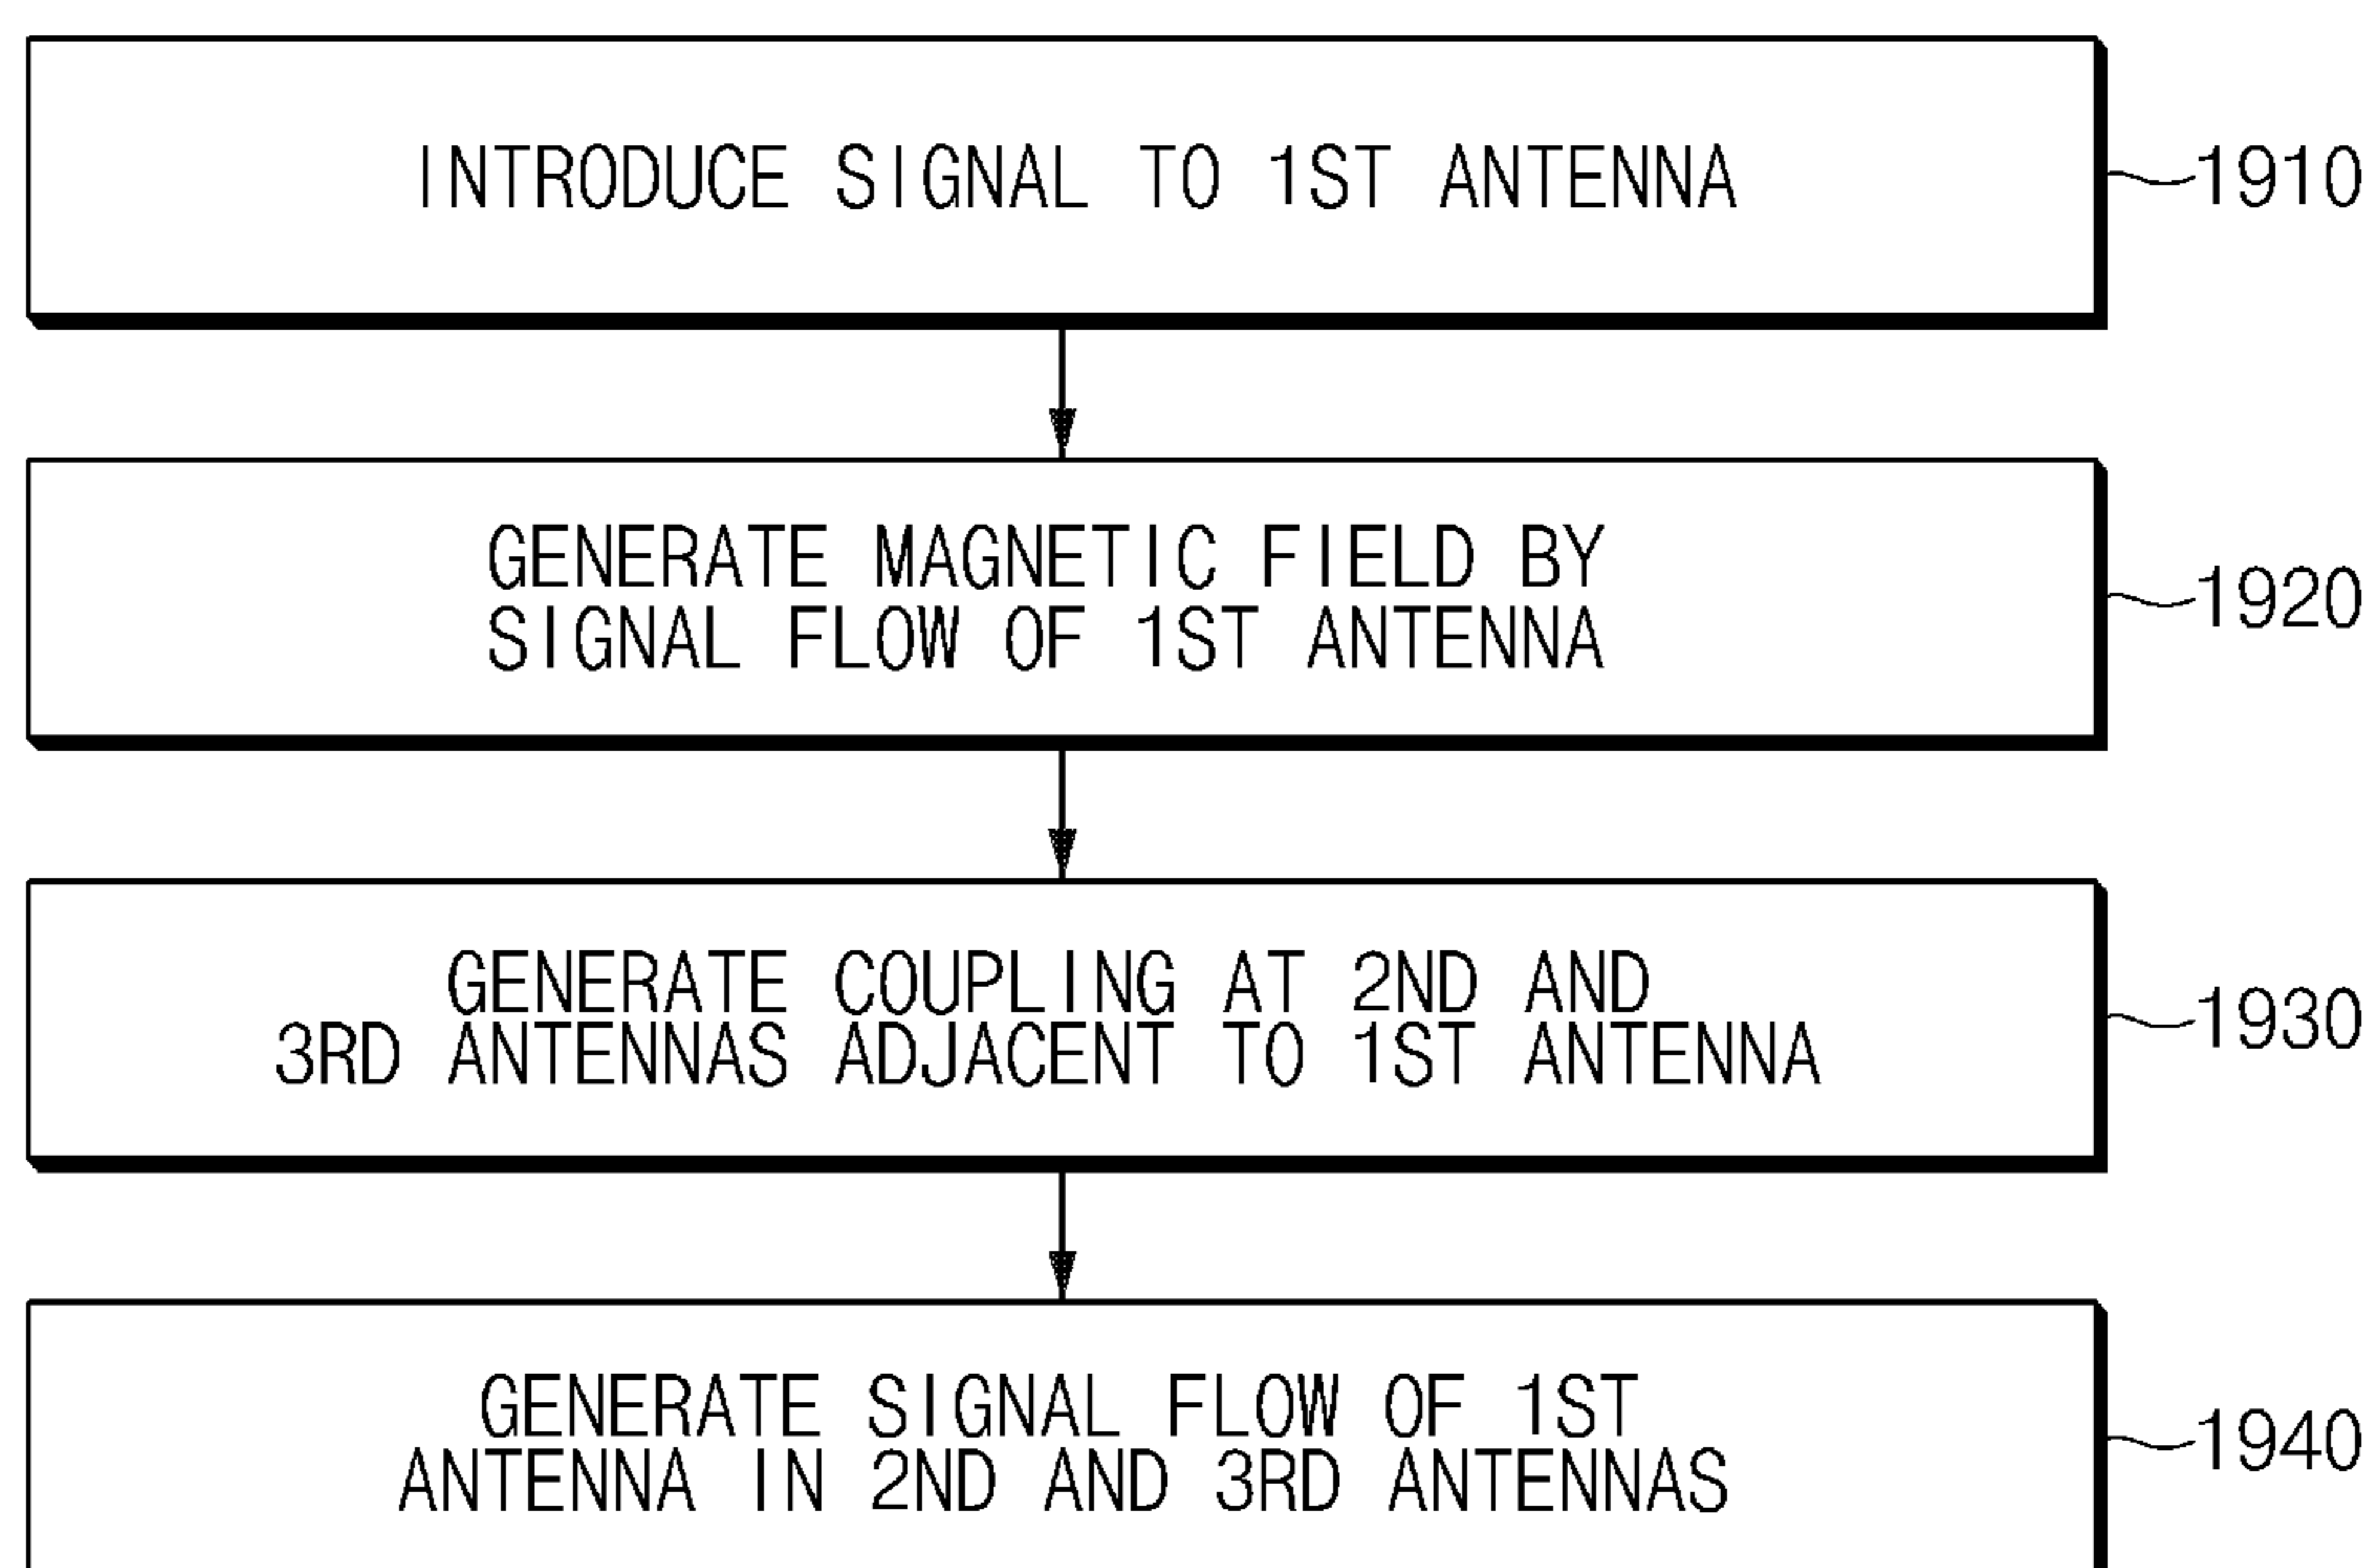 INTRODUCE SIGNAL TO 1ST ANTENNA
1910
GENERATE MAGNETIC FIELD BY
SIGNAL FLOW OF 1ST ANTENNA
1920
GENERATE COUPLING AT 2ND AND
3RD ANTENNAS ADJACENT TO 1ST ANTENNA
1930
GENERATE SIGNAL FLOW OF 1ST
ANTENNA IN 2ND AND 3RD ANTENNAS
1940